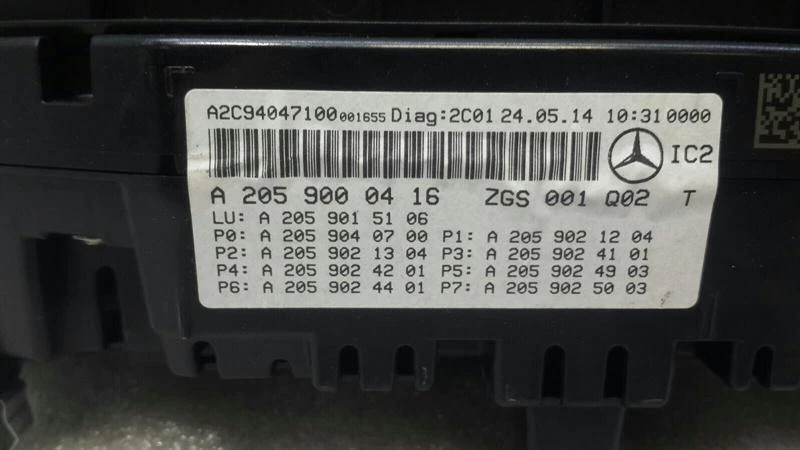 A2C94047100001655 Diag:2C01 24.05.14 10:310000
IC2
A 205 900 04 16 ZGS 001 Q02 T
LU: A 205 901 51 06
P0: A 205 904 07 00 P1: A 205 902 12 04
P2: A 205 902 13 04 P3: A 205 902 41 01
P4: A 205 902 42 01 P5: A 205 902 49 03
P6: A 205 902 44 01 P7: A 205 902 50 03